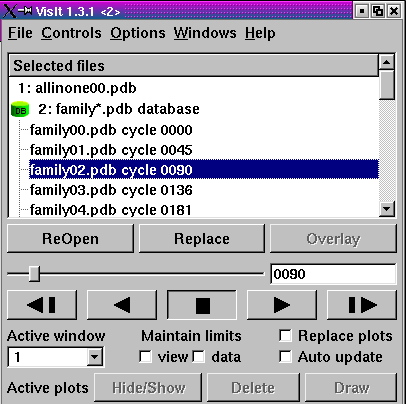 VisIt 1.3.1 <2>
File Controls Options Windows Help
Selected files
1: allinone00.pdb
DB 2: family*.pdb database
family00.pdb cycle 0000
family01.pdb cycle 0045
family02.pdb cycle 0090
family03.pdb cycle 0136
family04.pdb cycle 0181
ReOpen Replace Overlay
0090
Active window Maintain limits Replace plots
1 view data Auto update
Active plots Hide/Show Delete Draw